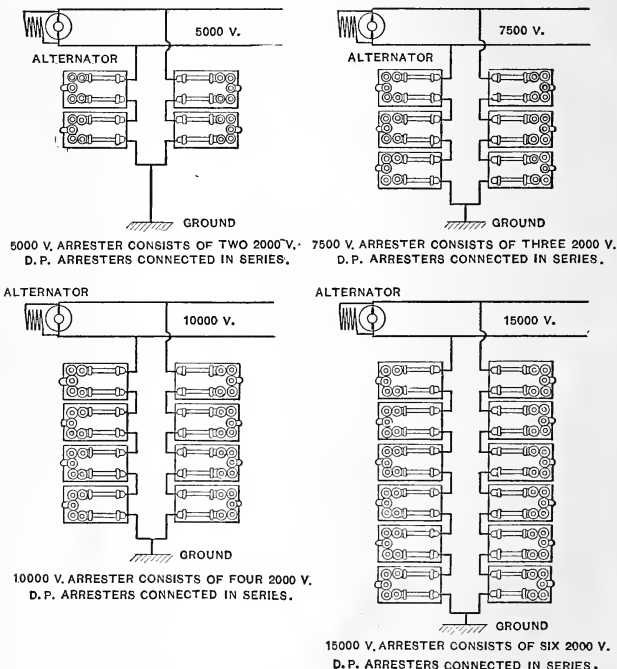 5000 V.
ALTERNATOR
GROUND
5000 V. ARRESTER CONSISTS OF TWO 2000 V.
D.P. ARRESTERS CONNECTED IN SERIES.
7500 V.
ALTERNATOR
GROUND
7500 V. ARRESTER CONSISTS OF THREE 2000 V.
D.P. ARRESTERS CONNECTED IN SERIES.
ALTERNATOR
10000 V.
GROUND
10000 V. ARRESTER CONSISTS OF FOUR 2000 V.
D.P. ARRESTERS CONNECTED IN SERIES.
ALTERNATOR
15000 V.
GROUND
15000 V. ARRESTER CONSISTS OF SIX 2000 V.
D.P. ARRESTERS CONNECTED IN SERIES.